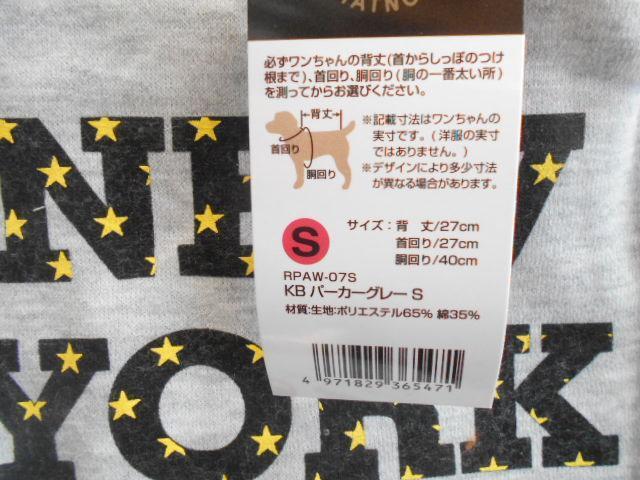 必ずワンちゃんの背丈(首からしっぽのつけ
根まで)、首回り、胴回り(胴の一番太い所)
を測ってからお選びください。
背丈
首回り
胴回り
※記載寸法はワンちゃんの
実寸です。(洋服の実寸
ではありません。)
※デザインにより多少寸法
が異なる場合があります。
S
サイズ：背 丈/27cm
首回り/27cm
胴回り/40cm
RPAW-07S
KB パーカーグレー S
材質:生地:ポリエステル65% 綿35%
4 971829 365471
NEW
YORK